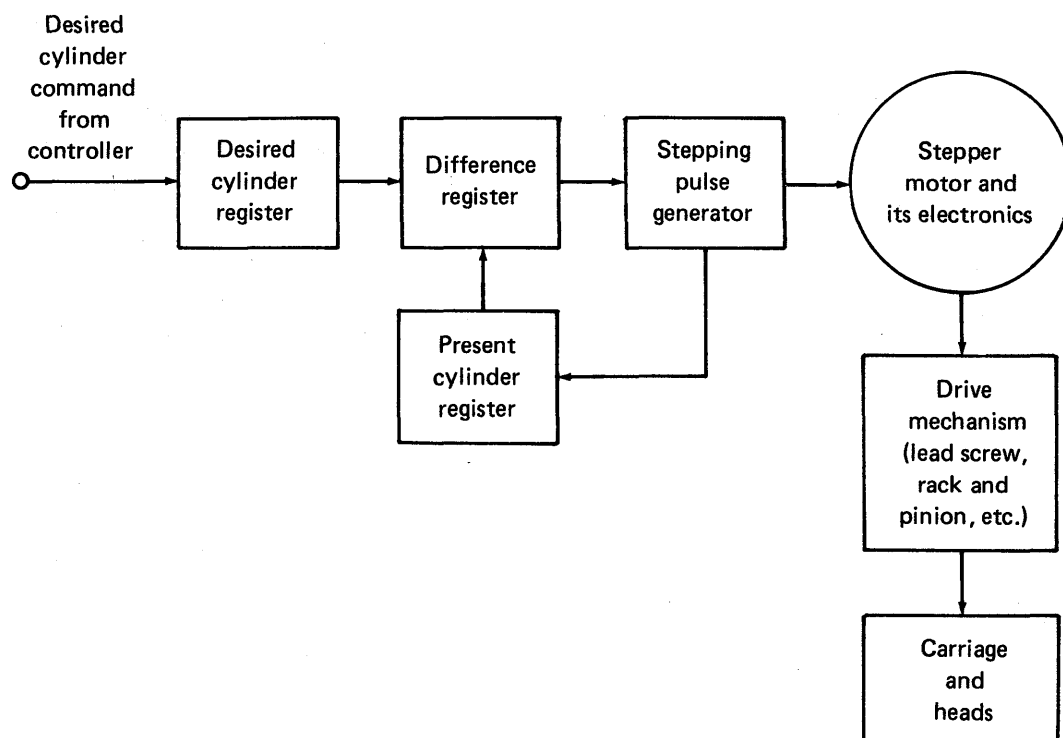 Desired
cylinder
command
from
controller
Desired
cylinder
register
Difference
register
Stepping
pulse
generator
Stepper
motor and
its electronics
Present
cylinder
register
Drive
mechanism
(lead screw,
rack and
pinion, etc.)
Carriage
and
heads